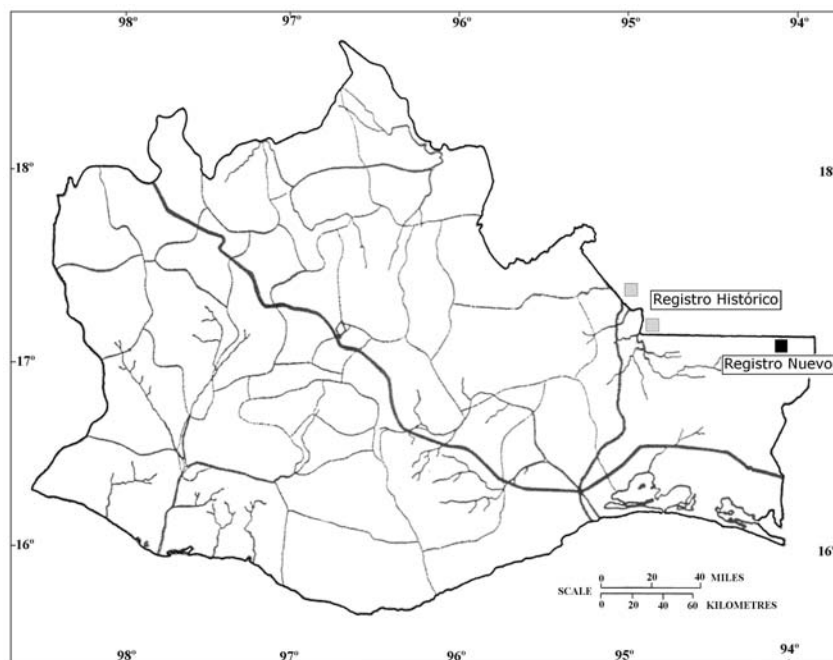 98° 97° 96° 95° 94°
18° 18
Registro Histórico
17°
Registro Nuevo
16° 16°
0 20 40 MILES
SCALE
0 20 40 60 KILOMETRES
98° 97° 96° 95° 94°